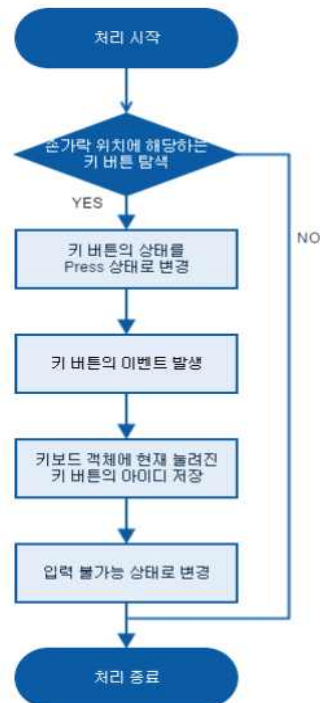 처리 시작
손가락 위치에 해당하는
키 버튼 탐색
YES
NO
키 버튼의 상태를
Press 상태로 변경
키 버튼의 이벤트 발생
키보드 객체에 현재 눌려진
키 버튼의 아이디 저장
입력 불가능 상태로 변경
처리 종료